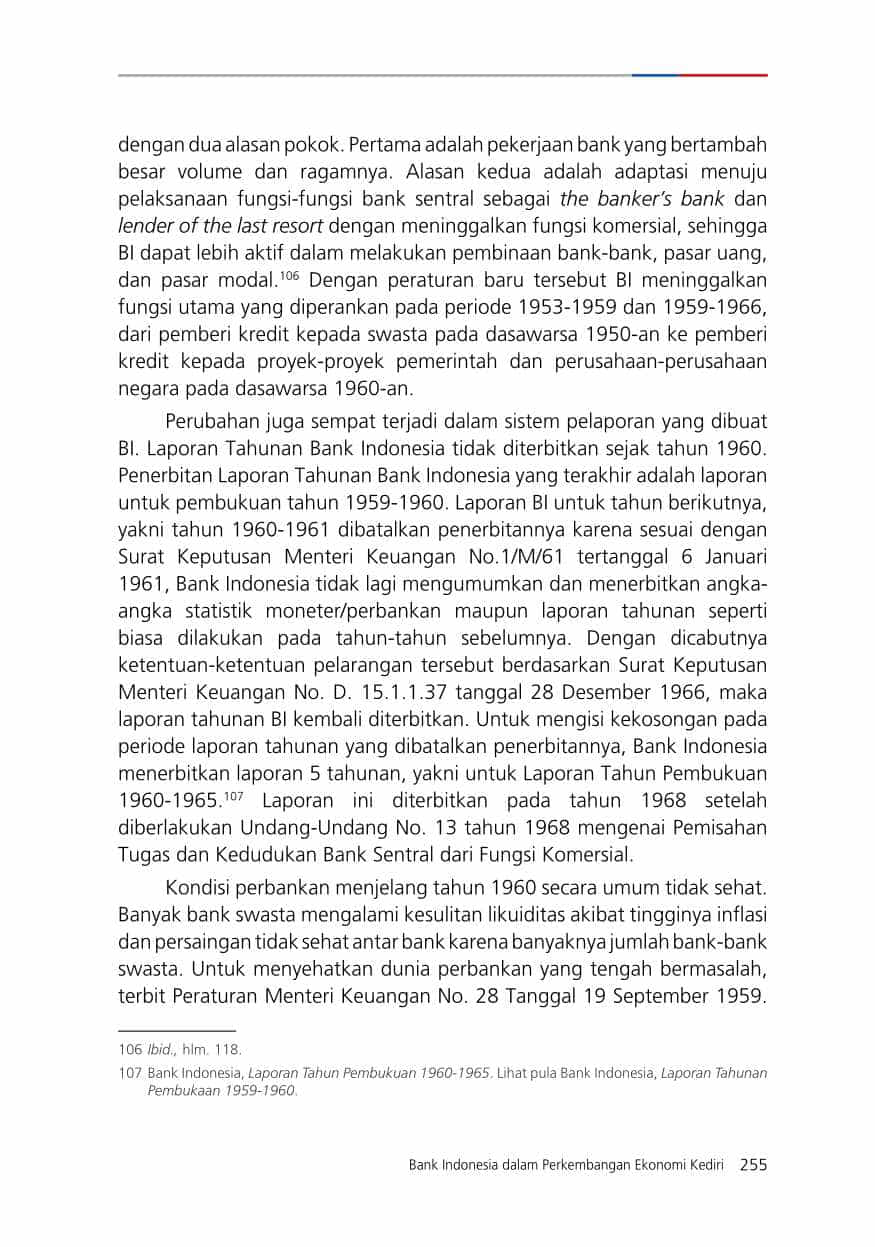 dengan dua alasan pokok. Pertama adalah pekerjaan bank yang bertambah
besar volume dan ragamnya. Alasan kedua adalah adaptasi menuju
pelaksanaan fungsi-fungsi bank sentral sebagai the banker’s bank dan
lender of the last resort dengan meninggalkan fungsi komersial, sehingga
BI dapat lebih aktif dalam melakukan pembinaan bank-bank, pasar uang,
dan pasar modal.106 Dengan peraturan baru tersebut BI meninggalkan
fungsi utama yang diperankan pada periode 1953-1959 dan 1959-1966,
dari pemberi kredit kepada swasta pada dasawarsa 1950-an ke pemberi
kredit kepada proyek-proyek pemerintah dan perusahaan-perusahaan
negara pada dasawarsa 1960-an.
Perubahan juga sempat terjadi dalam sistem pelaporan yang dibuat
BI. Laporan Tahunan Bank Indonesia tidak diterbitkan sejak tahun 1960.
Penerbitan Laporan Tahunan Bank Indonesia yang terakhir adalah laporan
untuk pembukuan tahun 1959-1960. Laporan BI untuk tahun berikutnya,
yakni tahun 1960-1961 dibatalkan penerbitannya karena sesuai dengan
Surat Keputusan Menteri Keuangan No.1/M/61 tertanggal 6 Januari
1961, Bank Indonesia tidak lagi mengumumkan dan menerbitkan angka-
angka statistik moneter/perbankan maupun laporan tahunan seperti
biasa dilakukan pada tahun-tahun sebelumnya. Dengan dicabutnya
ketentuan-ketentuan pelarangan tersebut berdasarkan Surat Keputusan
Menteri Keuangan No. D. 15.1.1.37 tanggal 28 Desember 1966, maka
laporan tahunan BI kembali diterbitkan. Untuk mengisi kekosongan pada
periode laporan tahunan yang dibatalkan penerbitannya, Bank Indonesia
menerbitkan laporan 5 tahunan, yakni untuk Laporan Tahun Pembukuan
1960-1965.107 Laporan ini diterbitkan pada tahun 1968 setelah
diberlakukan Undang-Undang No. 13 tahun 1968 mengenai Pemisahan
Tugas dan Kedudukan Bank Sentral dari Fungsi Komersial.
Kondisi perbankan menjelang tahun 1960 secara umum tidak sehat.
Banyak bank swasta mengalami kesulitan likuiditas akibat tingginya inflasi
dan persaingan tidak sehat antar bank karena banyaknya jumlah bank-bank
swasta. Untuk menyehatkan dunia perbankan yang tengah bermasalah,
terbit Peraturan Menteri Keuangan No. 28 Tanggal 19 September 1959.
106 Ibid., hlm. 118.
107 Bank Indonesia, Laporan Tahun Pembukuan 1960-1965. Lihat pula Bank Indonesia, Laporan Tahunan
Pembukaan 1959-1960.
Bank Indonesia dalam Perkembangan Ekonomi Kediri 255